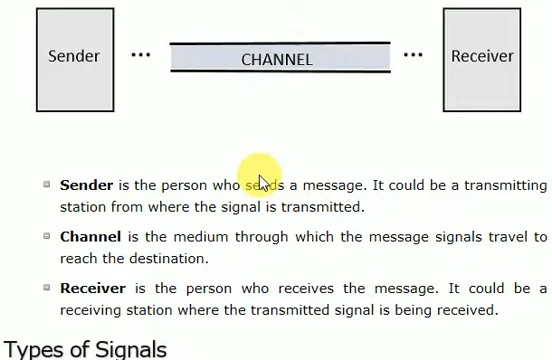 Sender ... CHANNEL ... Receiver
Sender is the person who sends a message. It could be a transmitting
station from where the signal is transmitted.
Channel is the medium through which the message signals travel to
reach the destination.
Receiver is the person who receives the message. It could be a
receiving station where the transmitted signal is being received.
Types of Signals